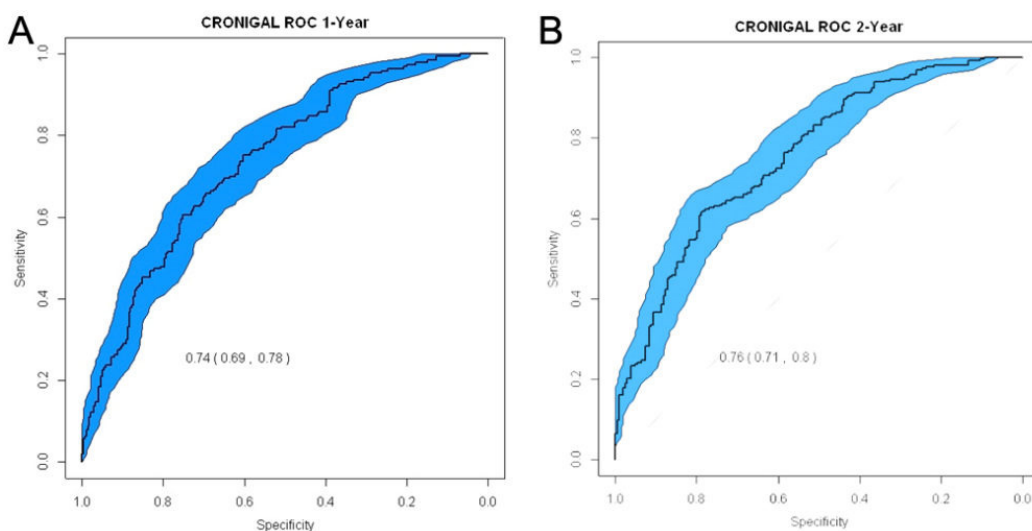 A
CRONIGAL ROC 1-Year
Sensitivity
1.0
0.8
0.6
0.4
0.2
0.0
0.74 ( 0.69 , 0.78 )
1.0 0.8 0.6 0.4 0.2 0.0
Specificity
B
CRONIGAL ROC 2-Year
Sensitivity
1.0
0.8
0.6
0.4
0.2
0.0
0.76 ( 0.71 , 0.8 )
1.0 0.8 0.6 0.4 0.2 0.0
Specificity